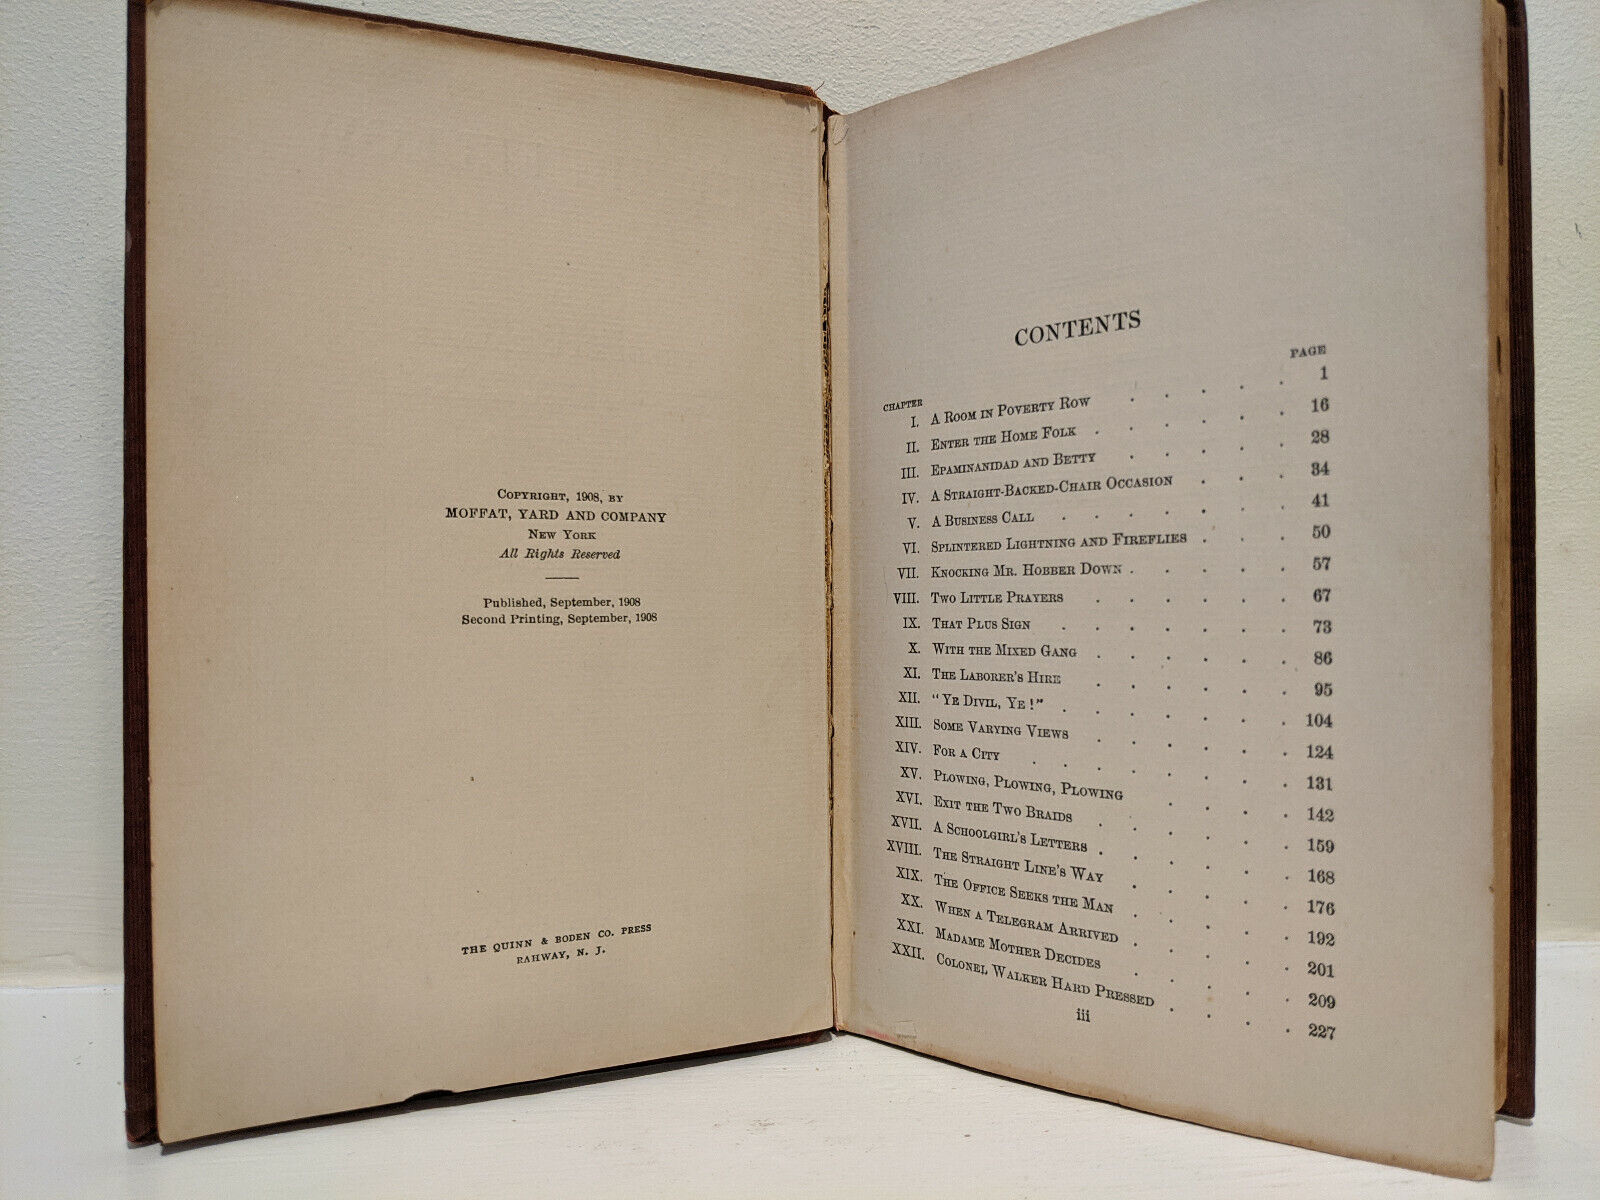 COPYRIGHT, 1908, BY
MOFFAT, YARD AND COMPANY
NEW YORK
All Rights Reserved
Published, September, 1908
Second Printing, September, 1908
THE QUINN & BODEN CO. PRESS
RAHWAY, N. J.
CONTENTS
CHAPTER PAGE
I. A ROOM IN POVERTY ROW . . . . . 1
II. ENTER THE HOME FOLK . . . . . . 16
III. EPAMINANIDAD AND BETTY . . . . . 28
IV. A STRAIGHT-BACKED-CHAIR OCCASION . . . 34
V. A BUSINESS CALL . . . . . . . 41
VI. SPLINTERED LIGHTNING AND FIREFLIES . . . 50
VII. KNOCKING MR. HOBBER DOWN . . . . . 57
VIII. TWO LITTLE PRAYERS . . . . . . 67
IX. THAT PLUS SIGN . . . . . . . 73
X. WITH THE MIXED GANG . . . . . . 86
XI. THE LABORER'S HIRE . . . . . . 95
XII. "YE DIVIL, YE!" . . . . . . . 104
XIII. SOME VARYING VIEWS . . . . . . 124
XIV. FOR A CITY . . . . . . . . 131
XV. PLOWING, PLOWING, PLOWING . . . . 142
XVI. EXIT THE TWO BRAIDS . . . . . . 159
XVII. A SCHOOLGIRL'S LETTERS . . . . . . 168
XVIII. THE STRAIGHT LINE'S WAY . . . . . 176
XIX. THE OFFICE SEEKS THE MAN . . . . . 192
XX. WHEN A TELEGRAM ARRIVED . . . . . 201
XXI. MADAME MOTHER DECIDES . . . . . 209
XXII. COLONEL WALKER HARD PRESSED . . . . 227
iii